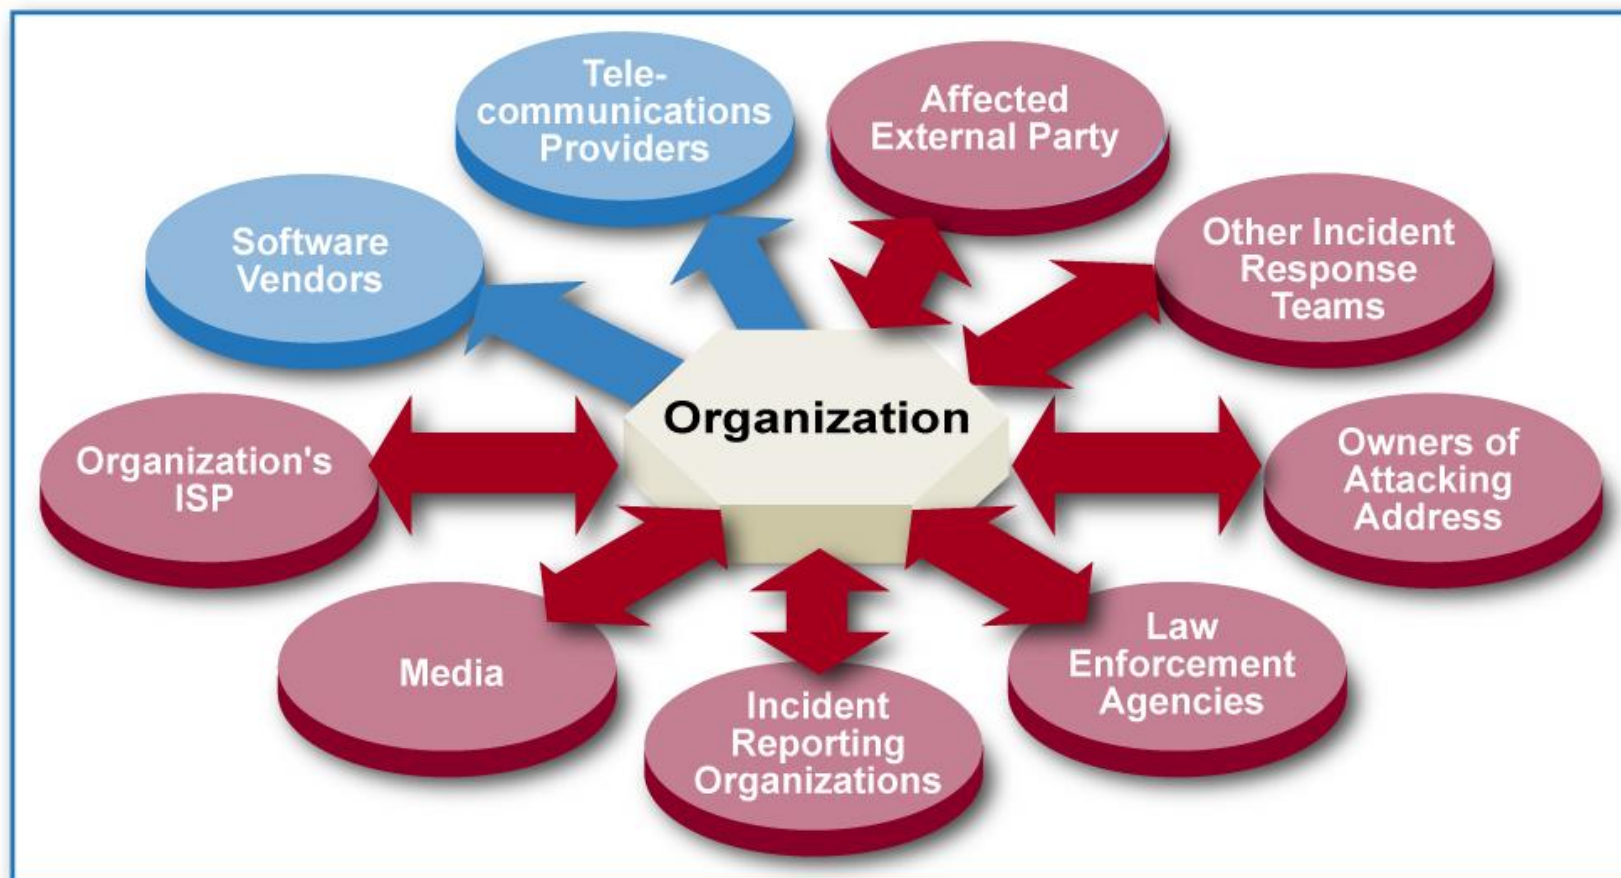 Tele-
communications
Providers
Affected
External Party
Software
Vendors
Other Incident
Response
Teams
Organization
Organization's
ISP
Owners of
Attacking
Address
Media
Incident
Reporting
Organizations
Law
Enforcement
Agencies